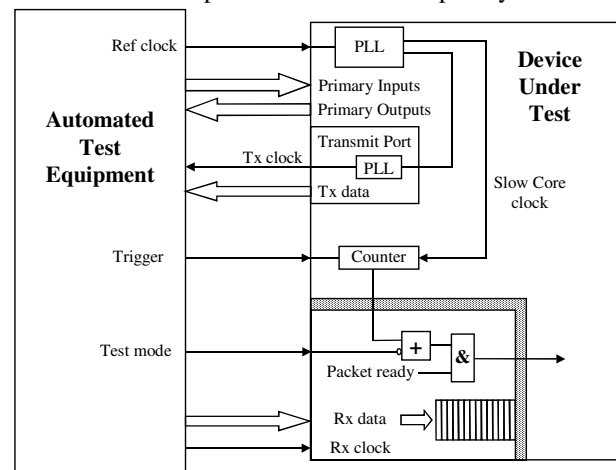 Ref clock
PLL
Device
Under
Test
Primary Inputs
Primary Outputs
Automated
Test
Equipment
Transmit Port
Tx clock
PLL
Tx data
Slow Core
clock
Trigger
Counter
Test mode
+
&
Packet ready
Rx data
Rx clock